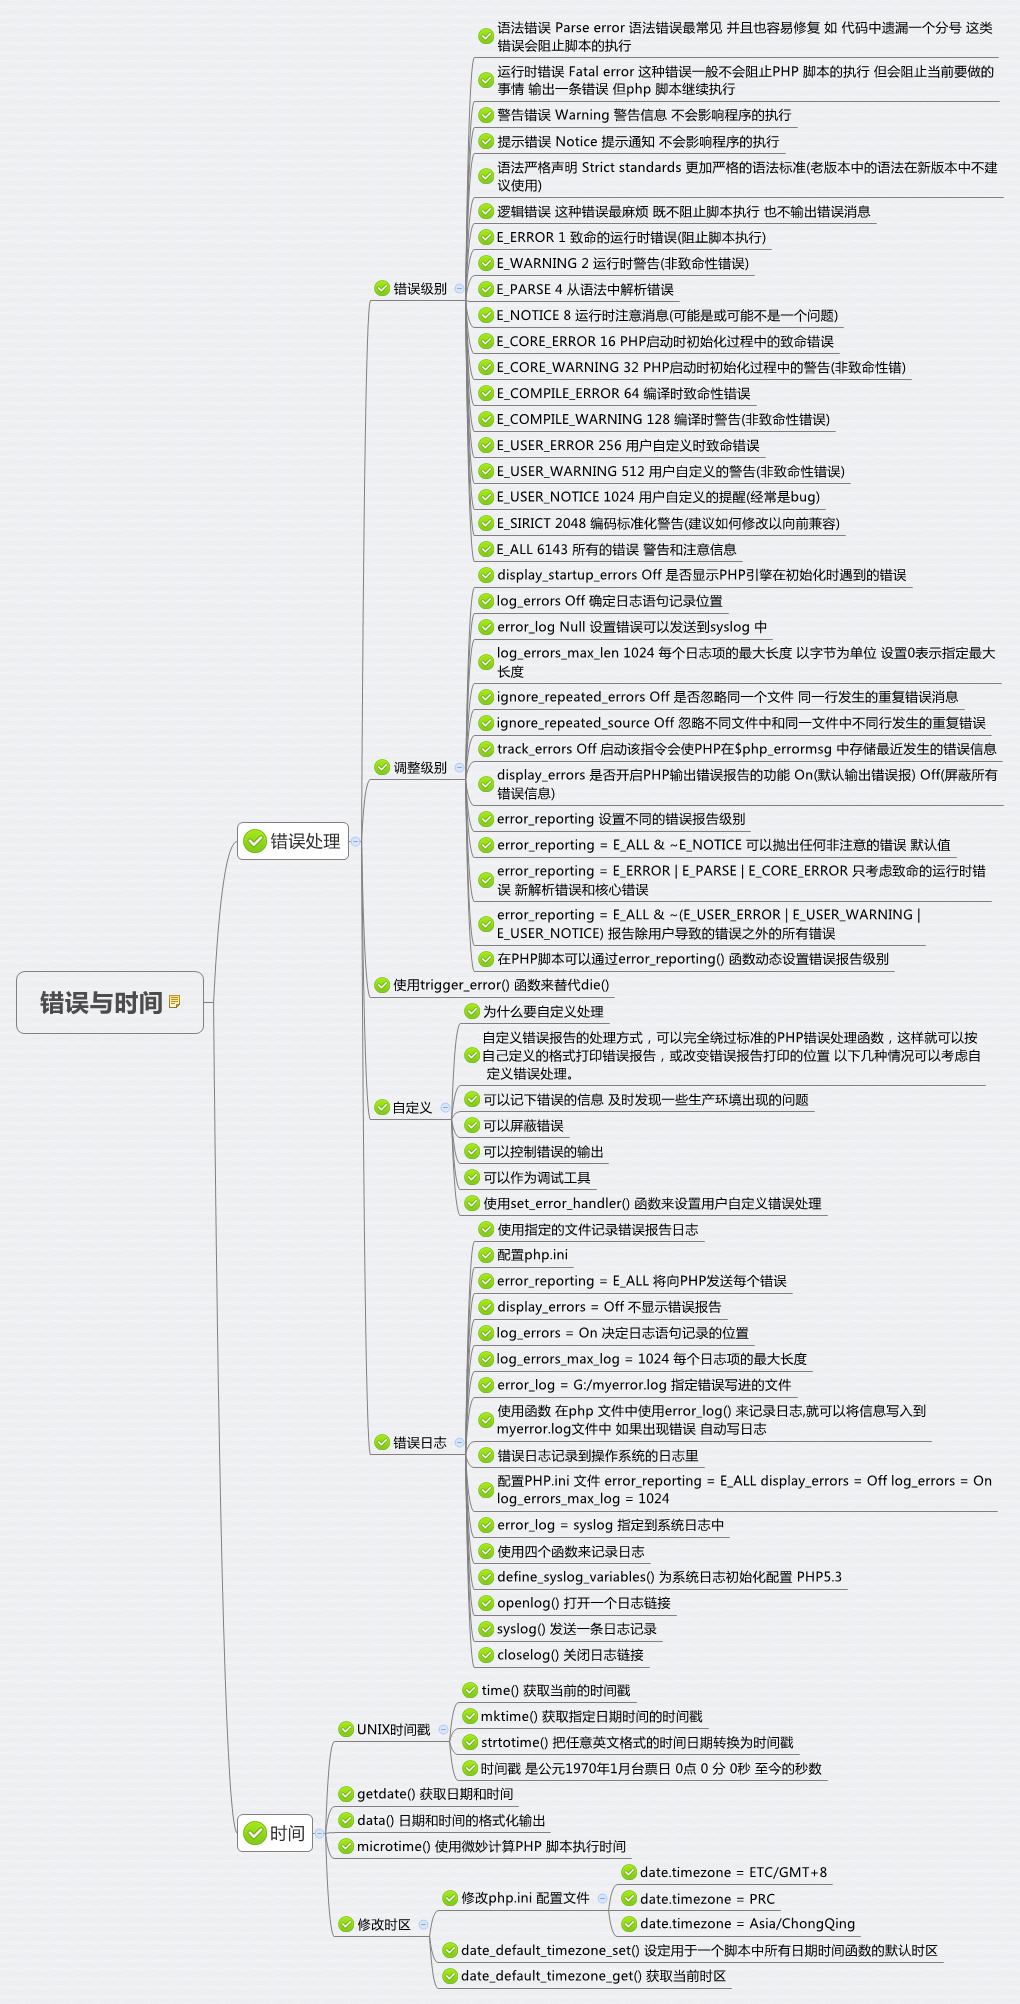 错误与时间
错误处理
错误级别
语法错误 Parse error 语法错误最常见 并且也容易修复 如 代码中遗漏一个分号 这类
错误会阻止脚本的执行
运行时错误 Fatal error 这种错误一般不会阻止PHP 脚本的执行 但会阻止当前要做的
事情 输出一条错误 但php 脚本继续执行
警告错误 Warning 警告信息 不会影响程序的执行
提示错误 Notice 提示通知 不会影响程序的执行
语法严格声明 Strict standards 更加严格的语法标准(老版本中的语法在新版本中不建
议使用)
逻辑错误 这种错误最麻烦 既不阻止脚本执行 也不输出错误消息
E_ERROR 1 致命的运行时错误(阻止脚本执行)
E_WARNING 2 运行时警告(非致命性错误)
E_PARSE 4 从语法中解析错误
E_NOTICE 8 运行时注意消息(可能是或可能不是一个问题)
E_CORE_ERROR 16 PHP启动时初始化过程中的致命错误
E_CORE_WARNING 32 PHP启动时初始化过程中的警告(非致命性错)
E_COMPILE_ERROR 64 编译时致命性错误
E_COMPILE_WARNING 128 编译时警告(非致命性错误)
E_USER_ERROR 256 用户自定义时致命错误
E_USER_WARNING 512 用户自定义的警告(非致命性错误)
E_USER_NOTICE 1024 用户自定义的提醒(经常是bug)
E_SIRICT 2048 编码标准化警告(建议如何修改以向前兼容)
E_ALL 6143 所有的错误 警告和注意信息
调整级别
display_startup_errors Off 是否显示PHP引擎在初始化时遇到的错误
log_errors Off 确定日志语句记录位置
error_log Null 设置错误可以发送到syslog 中
log_errors_max_len 1024 每个日志项的最大长度 以字节为单位 设置0表示指定最大
长度
ignore_repeated_errors Off 是否忽略同一个文件 同一行发生的重复错误消息
ignore_repeated_source Off 忽略不同文件中和同一文件中不同行发生的重复错误
track_errors Off 启动该指令会使PHP在$php_errormsg 中存储最近发生的错误信息
display_errors 是否开启PHP输出错误报告的功能 On(默认输出错误报) Off(屏蔽所有
错误信息)
error_reporting 设置不同的错误报告级别
error_reporting = E_ALL & ~E_NOTICE 可以抛出任何非注意的错误 默认值
error_reporting = E_ERROR | E_PARSE | E_CORE_ERROR 只考虑致命的运行时错
误 新解析错误和核心错误
error_reporting = E_ALL & ~(E_USER_ERROR | E_USER_WARNING |
E_USER_NOTICE) 报告除用户导致的错误之外的所有错误
在PHP脚本可以通过error_reporting() 函数动态设置错误报告级别
使用trigger_error() 函数来替代die()
自定义
为什么要自定义处理
自定义错误报告的处理方式，可以完全绕过标准的PHP错误处理函数，这样就可以按
自己定义的格式打印错误报告，或改变错误报告打印的位置 以下几种情况可以考虑自
定义错误处理。
可以记下错误的信息 及时发现一些生产环境出现的问题
可以屏蔽错误
可以控制错误的输出
可以作为调试工具
使用set_error_handler() 函数来设置用户自定义错误处理
错误日志
使用指定的文件记录错误报告日志
配置php.ini
error_reporting = E_ALL 将向PHP发送每个错误
display_errors = Off 不显示错误报告
log_errors = On 决定日志语句记录的位置
log_errors_max_log = 1024 每个日志项的最大长度
error_log = G:/myerror.log 指定错误写进的文件
使用函数 在php 文件中使用error_log() 来记录日志,就可以将信息写入到
myerror.log文件中 如果出现错误 自动写日志
错误日志记录到操作系统的日志里
配置PHP.ini 文件 error_reporting = E_ALL display_errors = Off log_errors = On
log_errors_max_log = 1024
error_log = syslog 指定到系统日志中
使用四个函数来记录日志
define_syslog_variables() 为系统日志初始化配置 PHP5.3
openlog() 打开一个日志链接
syslog() 发送一条日志记录
closelog() 关闭日志链接
时间
UNIX时间戳
time() 获取当前的时间戳
mktime() 获取指定日期时间的时间戳
strtotime() 把任意英文格式的时间日期转换为时间戳
时间戳 是公元1970年1月台票日 0点 0 分 0秒 至今的秒数
getdate() 获取日期和时间
data() 日期和时间的格式化输出
microtime() 使用微妙计算PHP 脚本执行时间
修改时区
修改php.ini 配置文件
date.timezone = ETC/GMT+8
date.timezone = PRC
date.timezone = Asia/ChongQing
date_default_timezone_set() 设定用于一个脚本中所有日期时间函数的默认时区
date_default_timezone_get() 获取当前时区